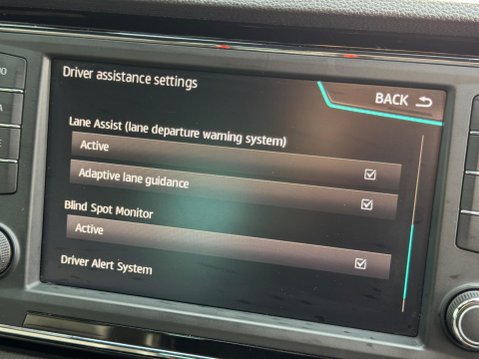 Driver assistance settings
BACK
Lane Assist (lane departure warning system)
Active
Adaptive lane guidance
Blind Spot Monitor
Active
Driver Alert System